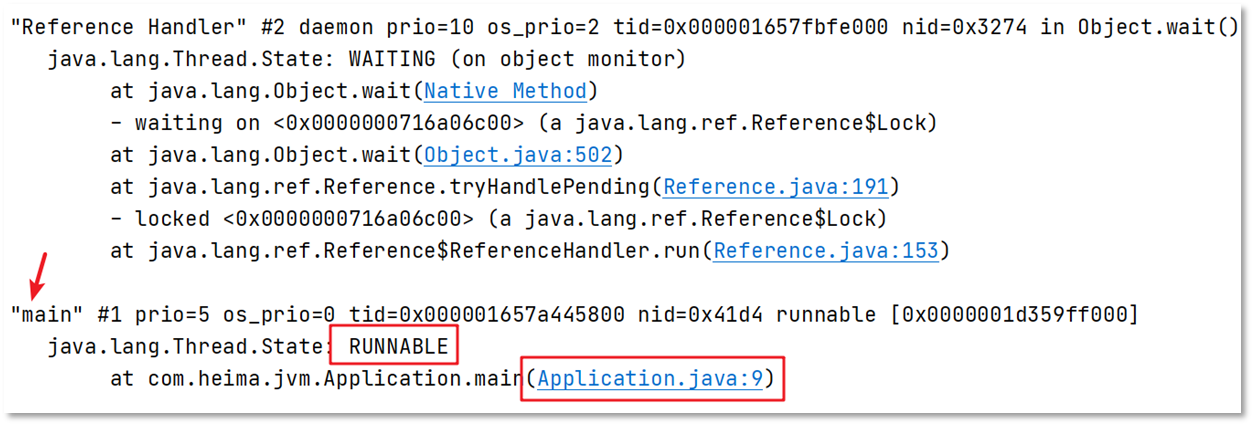 "Reference Handler" #2 daemon prio=10 os_prio=2 tid=0x000001657fbfe000 nid=0x3274 in Object.wait()
java.lang.Thread.State: WAITING (on object monitor)
at java.lang.Object.wait(Native Method)
- waiting on <0x0000000716a06c00> (a java.lang.ref.Reference$Lock)
at java.lang.Object.wait(Object.java:502)
at java.lang.ref.Reference.tryHandlePending(Reference.java:191)
- locked <0x0000000716a06c00> (a java.lang.ref.Reference$Lock)
at java.lang.ref.Reference$ReferenceHandler.run(Reference.java:153)
"main" #1 prio=5 os_prio=0 tid=0x000001657a445800 nid=0x41d4 runnable [0x0000001d359ff000]
java.lang.Thread.State: RUNNABLE
at com.heima.jvm.Application.main(Application.java:9)